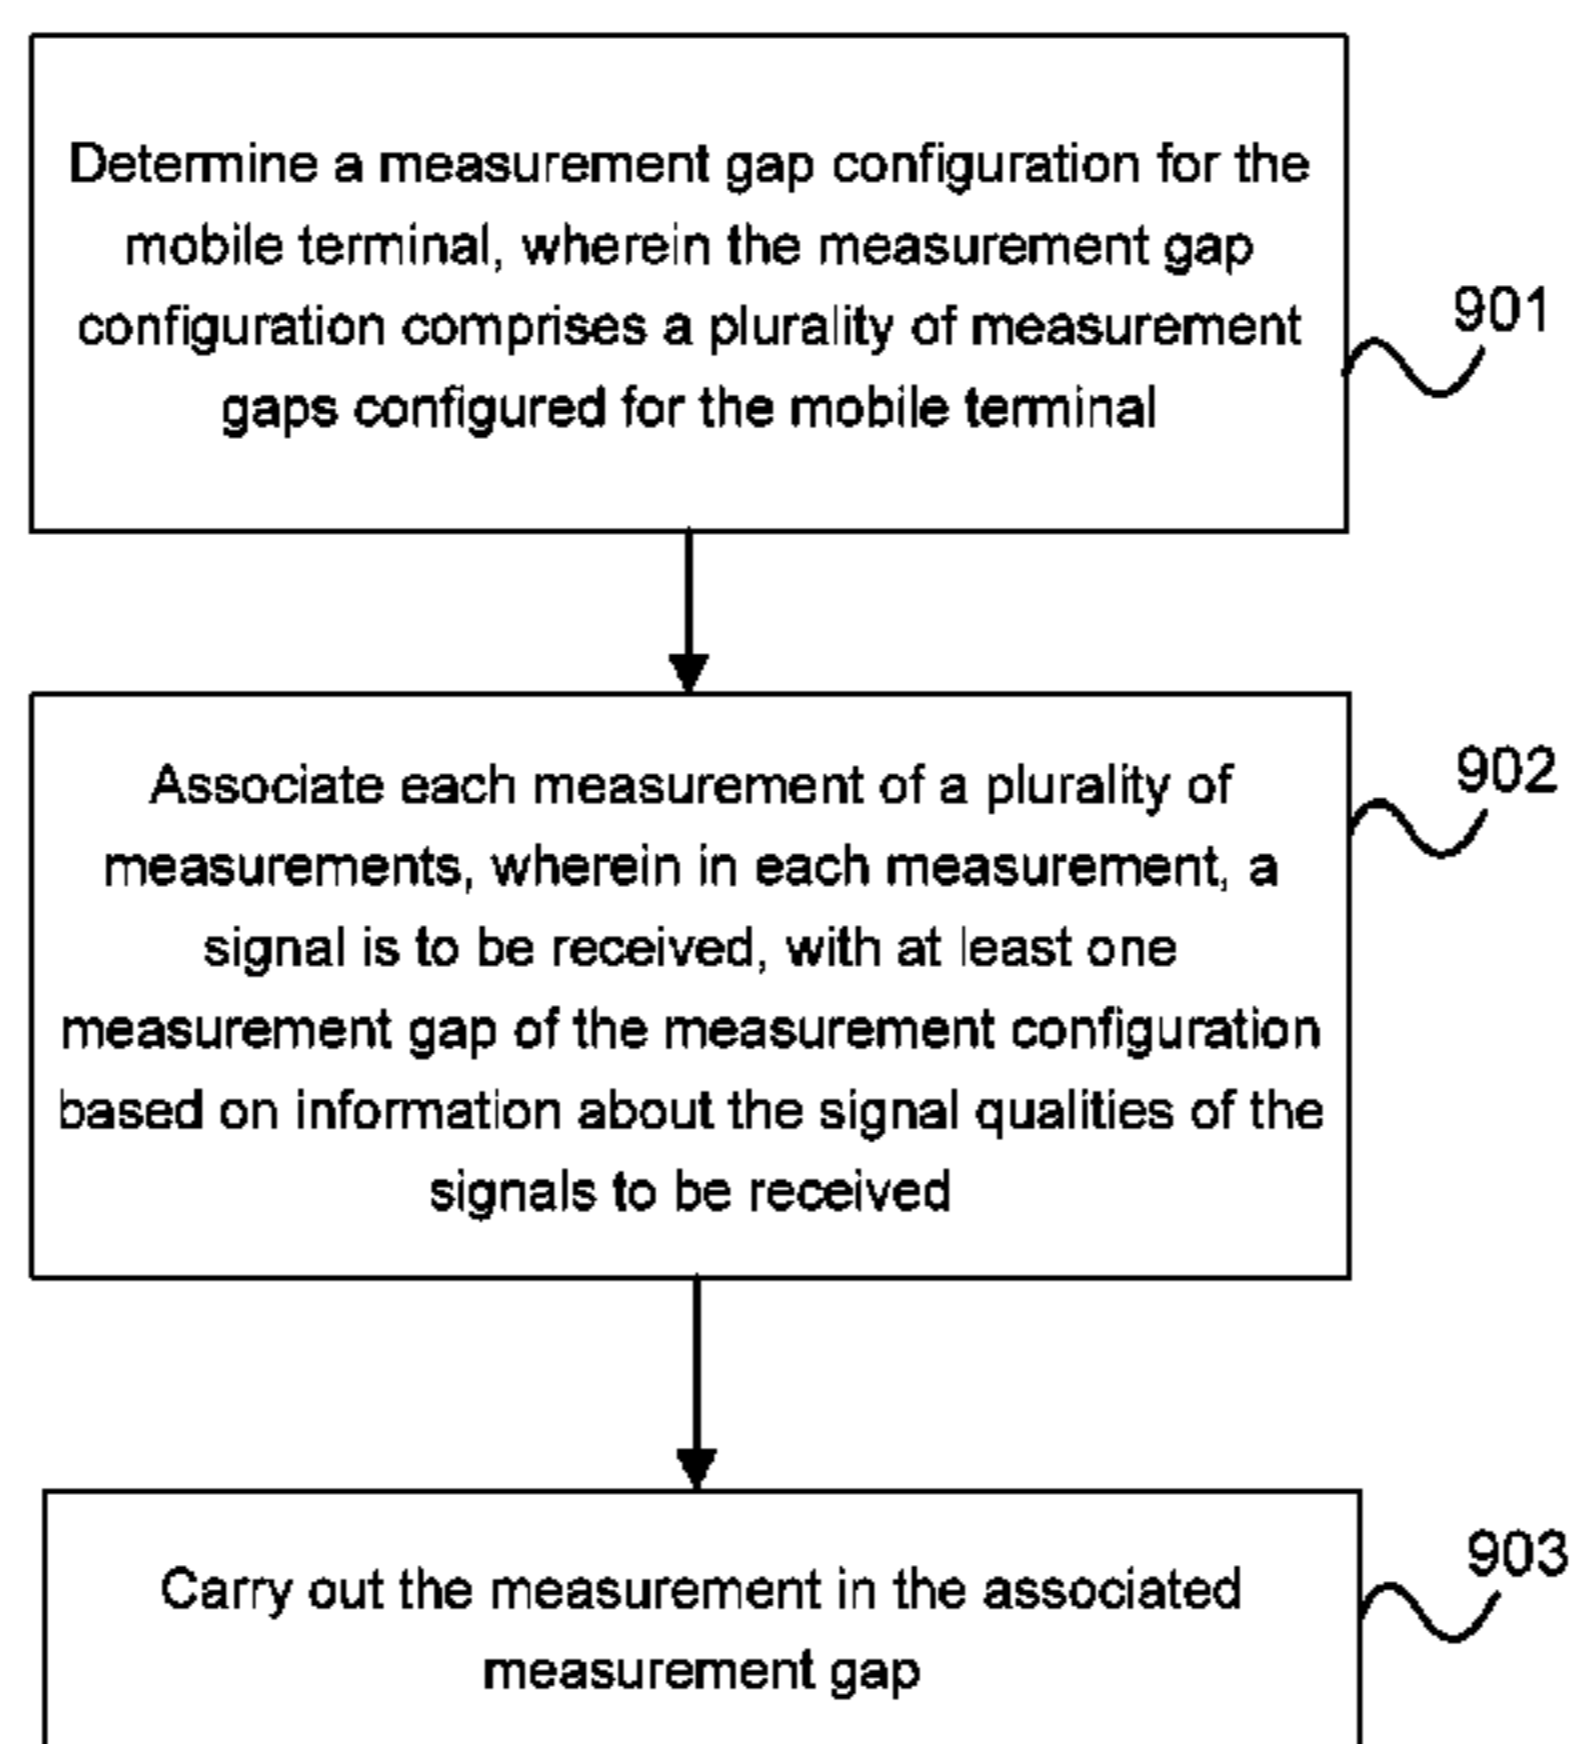 Determine a measurement gap configuration for the
mobile terminal, wherein the measurement gap
configuration comprises a plurality of measurement
gaps configured for the mobile terminal
901
Associate each measurement of a plurality of
measurements, wherein in each measurement, a
signal is to be received, with at least one
measurement gap of the measurement configuration
based on information about the signal qualities of the
signals to be received
902
Carry out the measurement in the associated
measurement gap
903